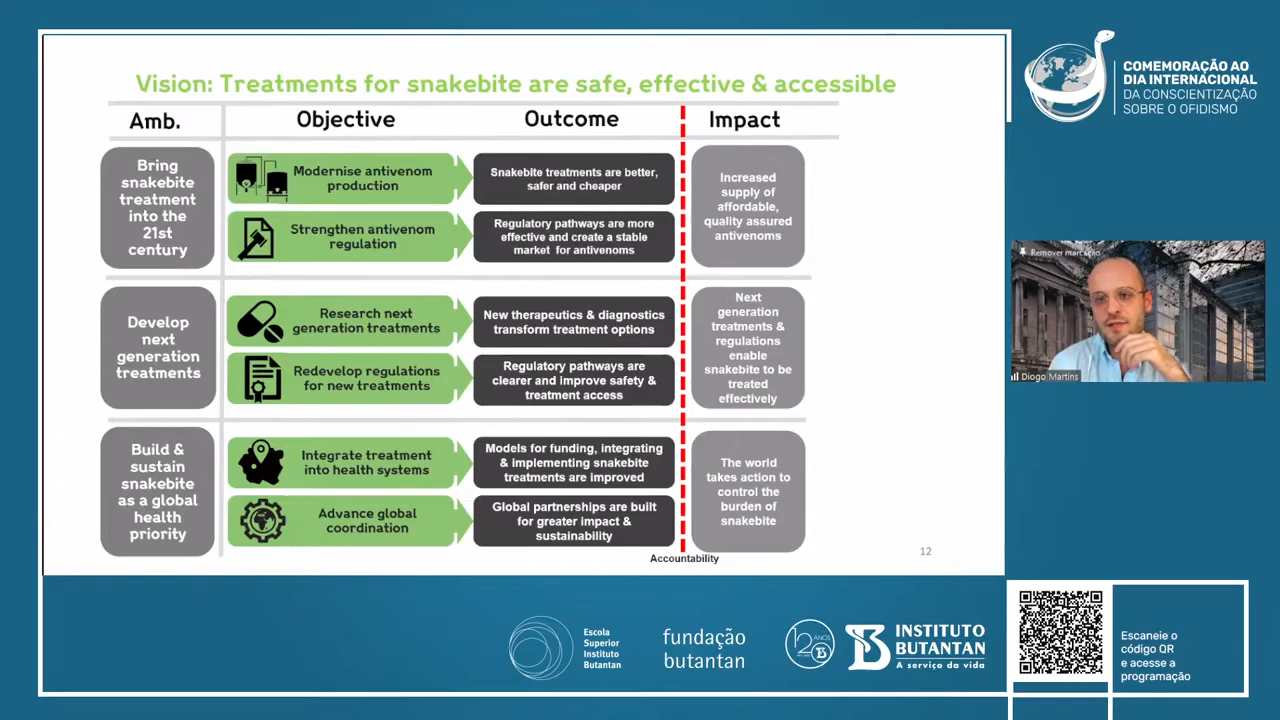 Vision: Treatments for snakebite are safe, effective & accessible
Amb.
Objective
Outcome
Impact
Bring
snakebite
treatment
into the
21st
century
Modernise antivenom
production
Snakebite treatments are better,
safer and cheaper
Strengthen antivenom
regulation
Regulatory pathways are more
effective and create a stable
market for antivenoms
Increased
supply of
affordable,
quality assured
antivenoms
Develop
next
generation
treatments
Research next
generation treatments
New therapeutics & diagnostics
transform treatment options
Redevelop regulations
for new treatments
Regulatory pathways are
clearer and improve safety &
treatment access
Next
generation
treatments &
regulations
enable
snakebite to be
treated
effectively
Build &
sustain
snakebite
as a global
health
priority
Integrate treatment
into health systems
Models for funding, integrating
& implementing snakebite
treatments are improved
Advance global
coordination
Global partnerships are built
for greater impact &
sustainability
The world
takes action to
control the
burden of
snakebite
Accountability
12
COMEMORAÇÃO AO
DIA INTERNACIONAL
DA CONSCIENTIZAÇÃO
SOBRE O OFIDISMO
Remover marcação
Diogo Martins
Escola
Superior
Instituto
Butantan
fundação
butantan
120 ANOS
INSTITUTO
BUTANTAN
A serviço da vida
Escaneie o
código QR
e acesse a
programação